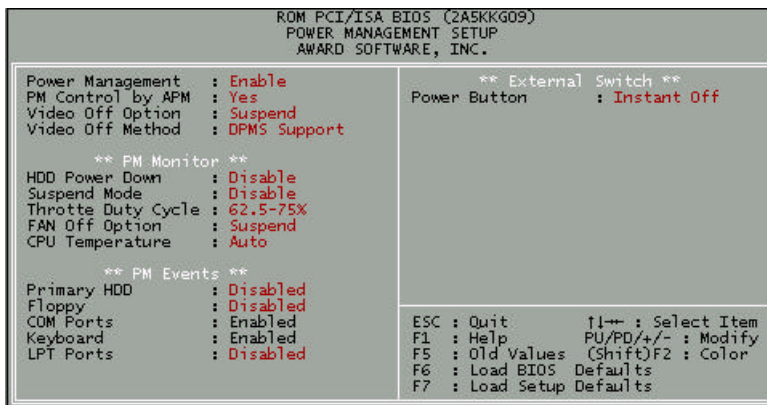 ROM PCI/ISA BIOS (2A5KKG09)
POWER MANAGEMENT SETUP
AWARD SOFTWARE, INC.
Power Management : Enable
PM Control by APM : Yes
Video Off Option : Suspend
Video Off Method : DPMS Support
** PM Monitor **
HDD Power Down : Disable
Suspend Mode : Disable
Throtte Duty Cycle : 62.5-75%
FAN Off Option : Suspend
CPU Temperature : Auto
** PM Events **
Primary HDD : Disabled
Floppy : Disabled
COM Ports : Enabled
Keyboard : Enabled
LPT Ports : Disabled
** External Switch **
Power Button : Instant Off
ESC : Quit ↑↓→← : Select Item
F1 : Help PU/PD/+/- : Modify
F5 : Old Values (Shift)F2 : Color
F6 : Load BIOS Defaults
F7 : Load Setup Defaults